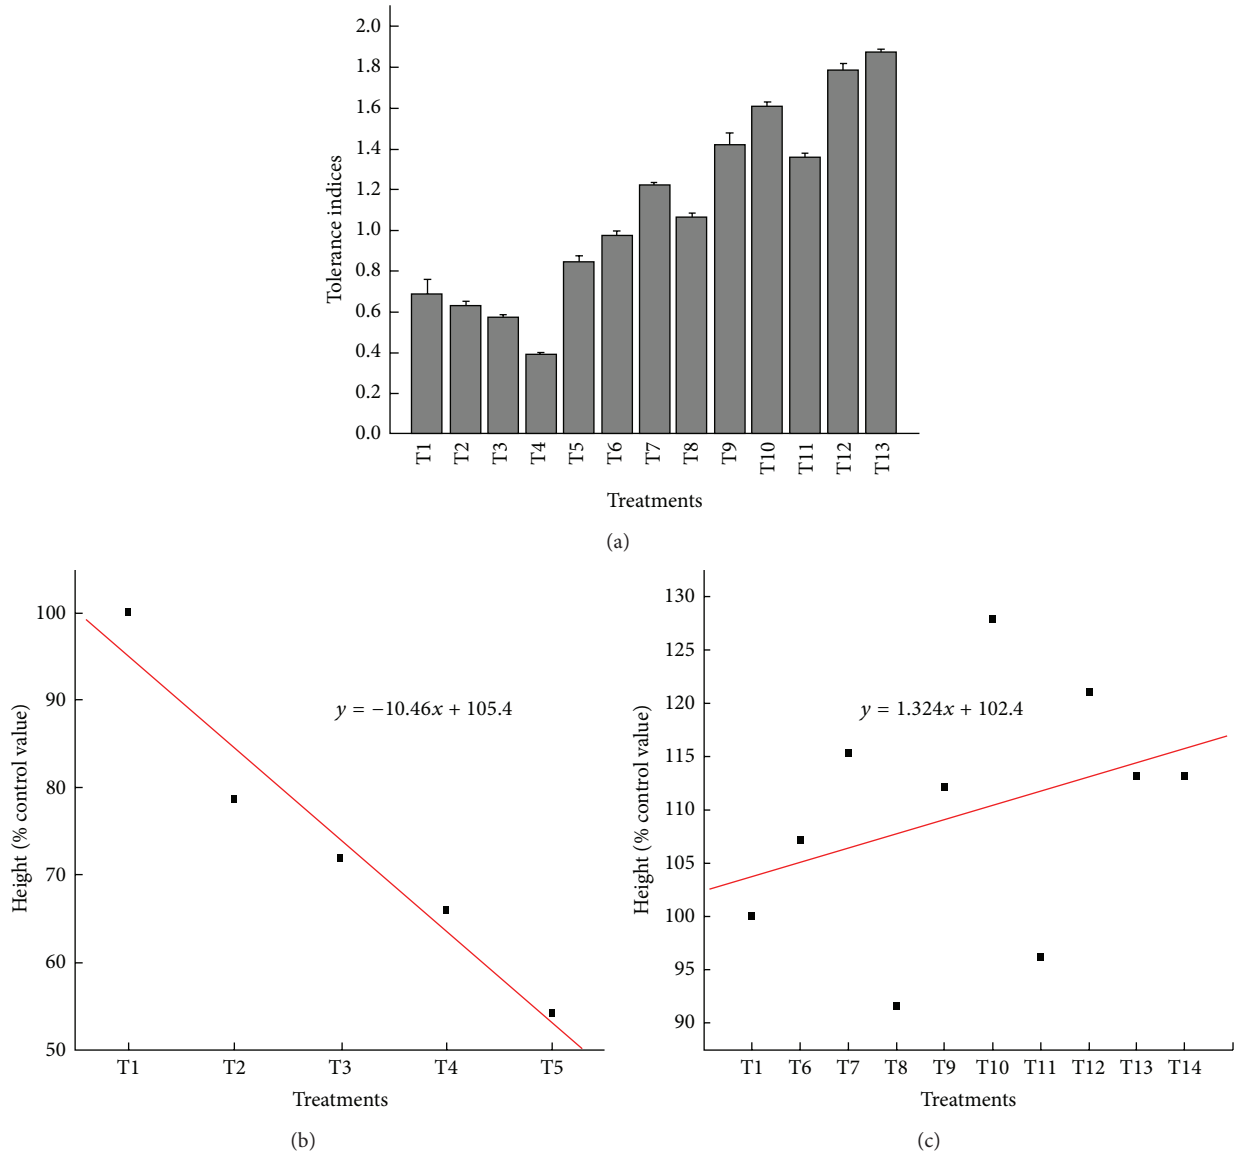 2.0
1.8
1.6
1.4
1.2
1.0
0.8
0.6
0.4
0.2
0.0
Tolerance indices
T1 T2 T3 T4 T5 T6 T7 T8 T9 T10 T11 T12 T13
Treatments
(a)
100
90
80
70
60
50
Height (% control value)
y = −10.46x + 105.4
T1 T2 T3 T4 T5
Treatments
(b)
130
125
120
115
110
105
100
95
90
Height (% control value)
y = 1.324x + 102.4
T1 T6 T7 T8 T9 T10 T11 T12 T13 T14
Treatments
(c)